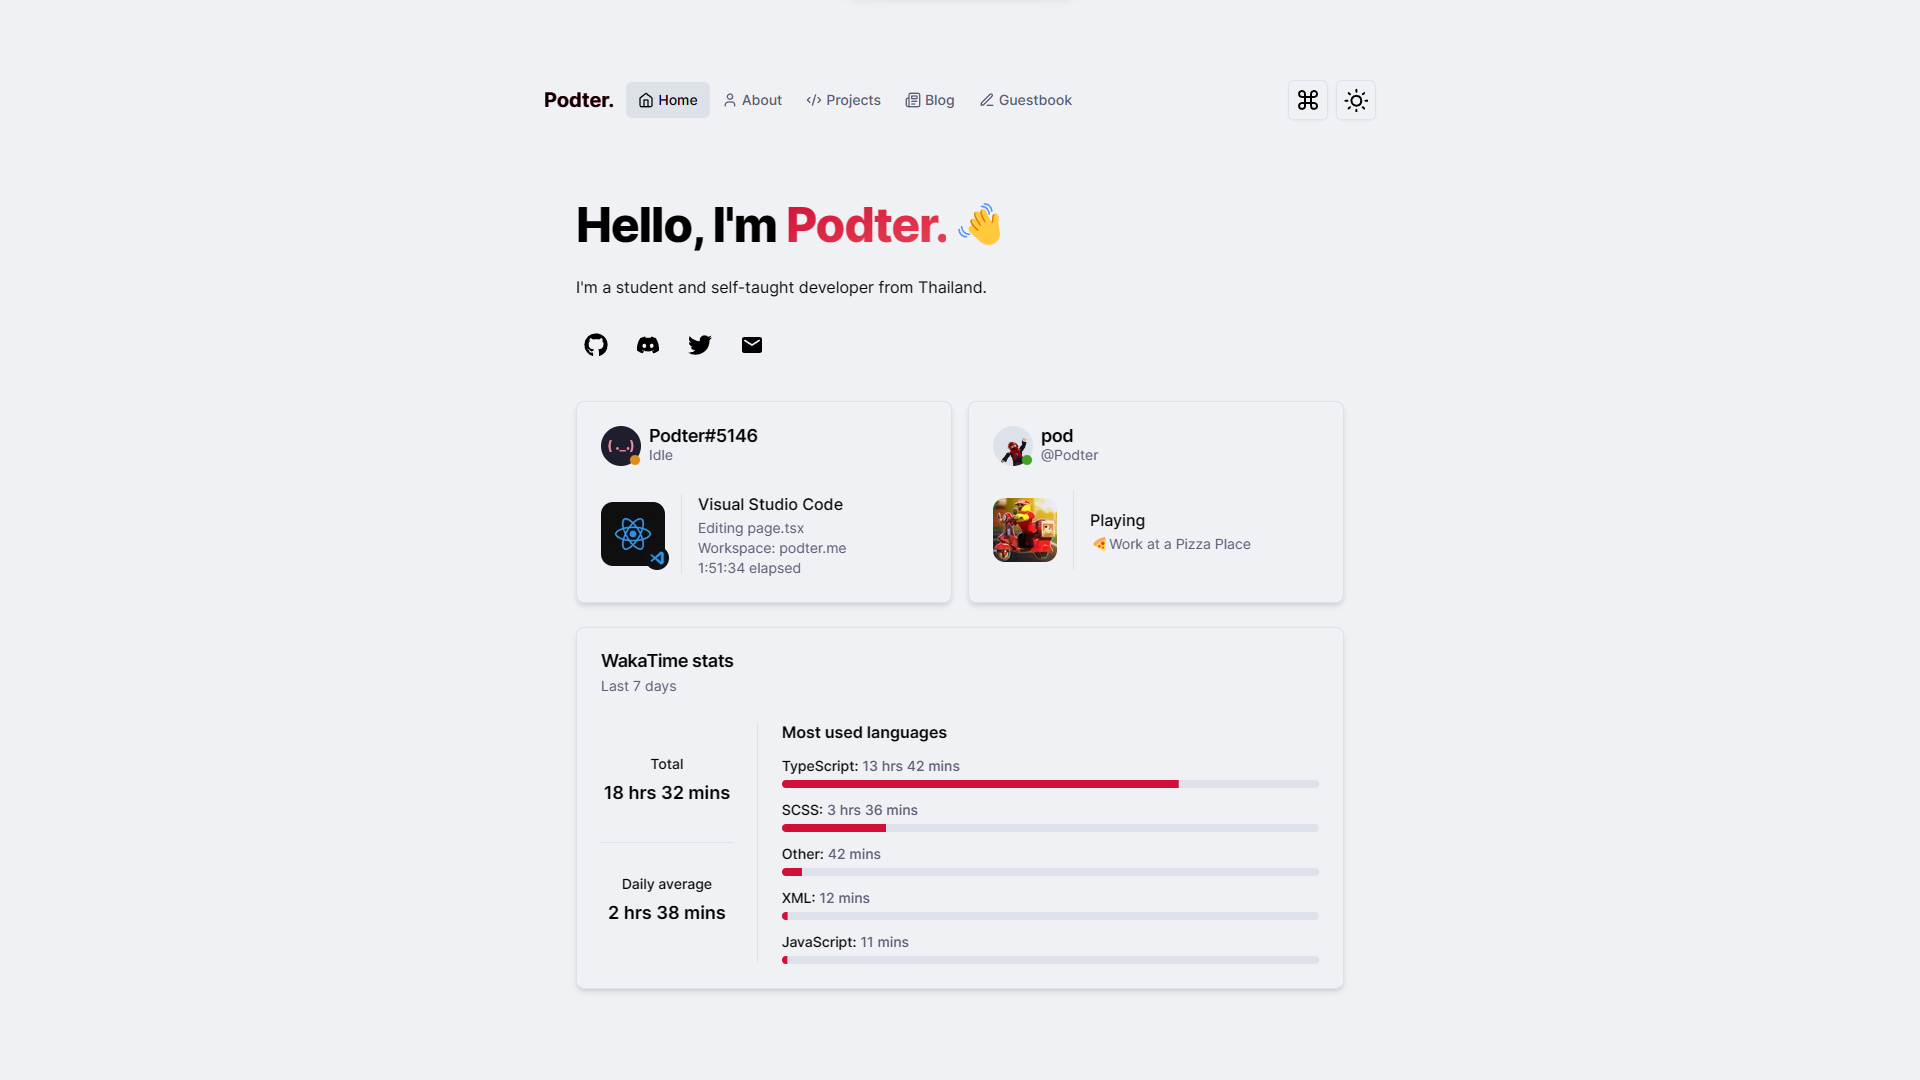 Podter.
Home
About
Projects
Blog
Guestbook
Hello, I'm Podter. 👋
I'm a student and self-taught developer from Thailand.
(._.)
Podter#5146
Idle
Visual Studio Code
Editing page.tsx
Workspace: podter.me
1:51:34 elapsed
pod
@Podter
Playing
🍕Work at a Pizza Place
WakaTime stats
Last 7 days
Total
18 hrs 32 mins
Daily average
2 hrs 38 mins
Most used languages
TypeScript: 13 hrs 42 mins
SCSS: 3 hrs 36 mins
Other: 42 mins
XML: 12 mins
JavaScript: 11 mins